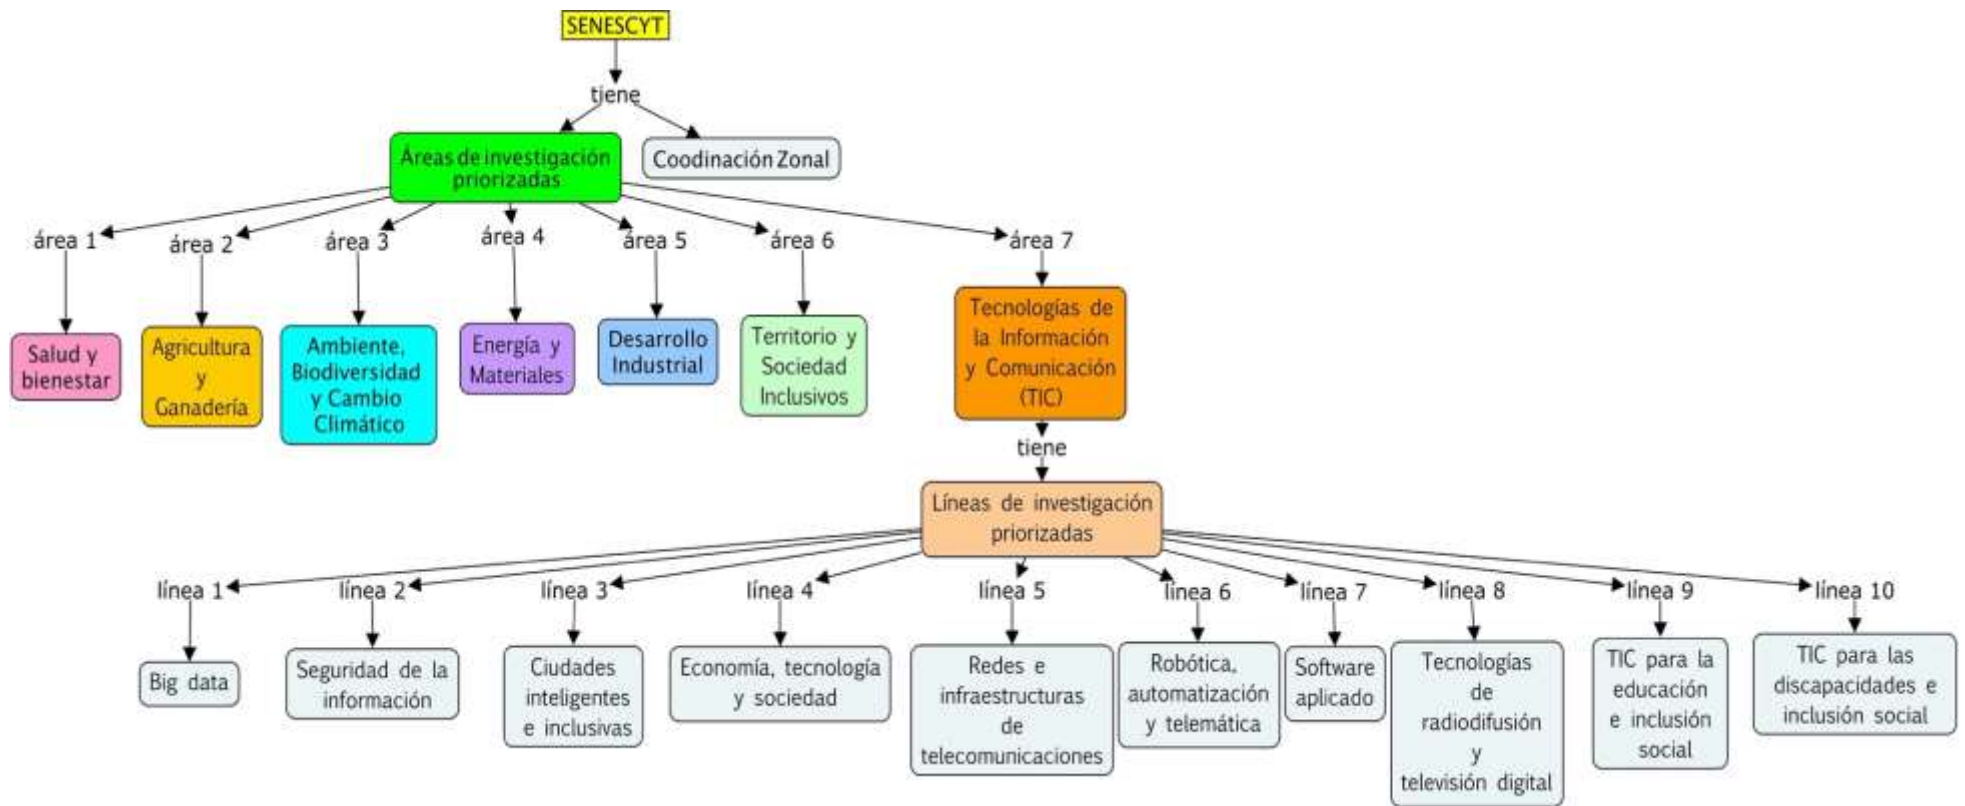 SENESCYT
tiene
Áreas de investigación
priorizadas
Coodinación Zonal
área 1
área 2
área 3
área 4
área 5
área 6
área 7
Salud y
bienestar
Agricultura
y
Ganadería
Ambiente,
Biodiversidad
y Cambio
Climático
Energía y
Materiales
Desarrollo
Industrial
Territorio y
Sociedad
Inclusivos
Tecnologías de
la Información
y Comunicación
(TIC)
tiene
Líneas de investigación
priorizadas
línea 1
línea 2
línea 3
línea 4
línea 5
línea 6
línea 7
línea 8
línea 9
línea 10
Big data
Seguridad de la
información
Ciudades
inteligentes
e inclusivas
Economía, tecnología
y sociedad
Redes e
infraestructuras
de
telecomunicaciones
Robótica,
automatización
y telemática
Software
aplicado
Tecnologías
de
radiodifusión
y
televisión digital
TIC para la
educación
e inclusión
social
TIC para las
discapacidades e
inclusión social